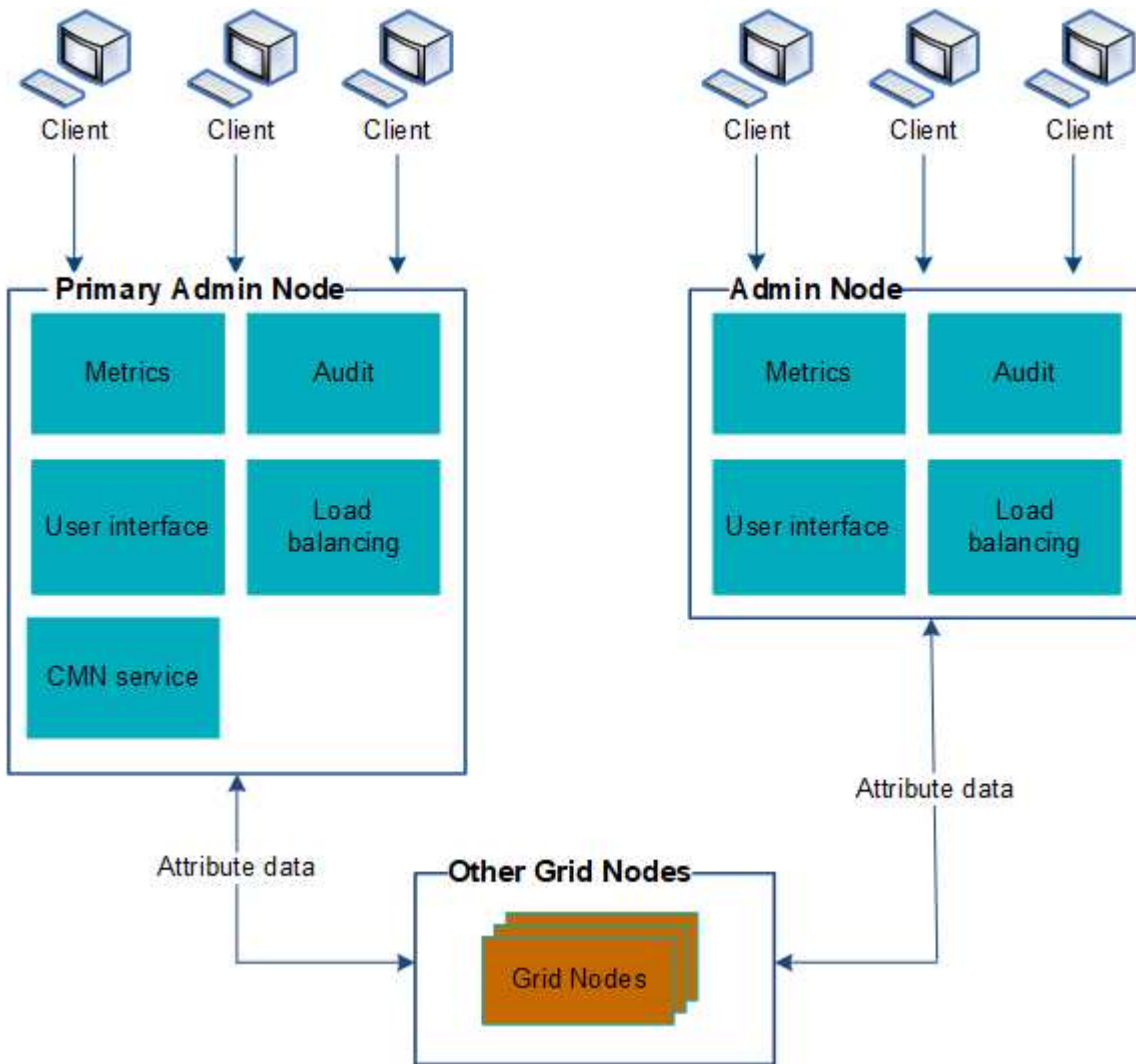 Client
Client
Client
Client
Client
Client
Primary Admin Node
Metrics
Audit
User interface
Load
balancing
CMN service
Admin Node
Metrics
Audit
User interface
Load
balancing
Attribute data
Attribute data
Other Grid Nodes
Grid Nodes